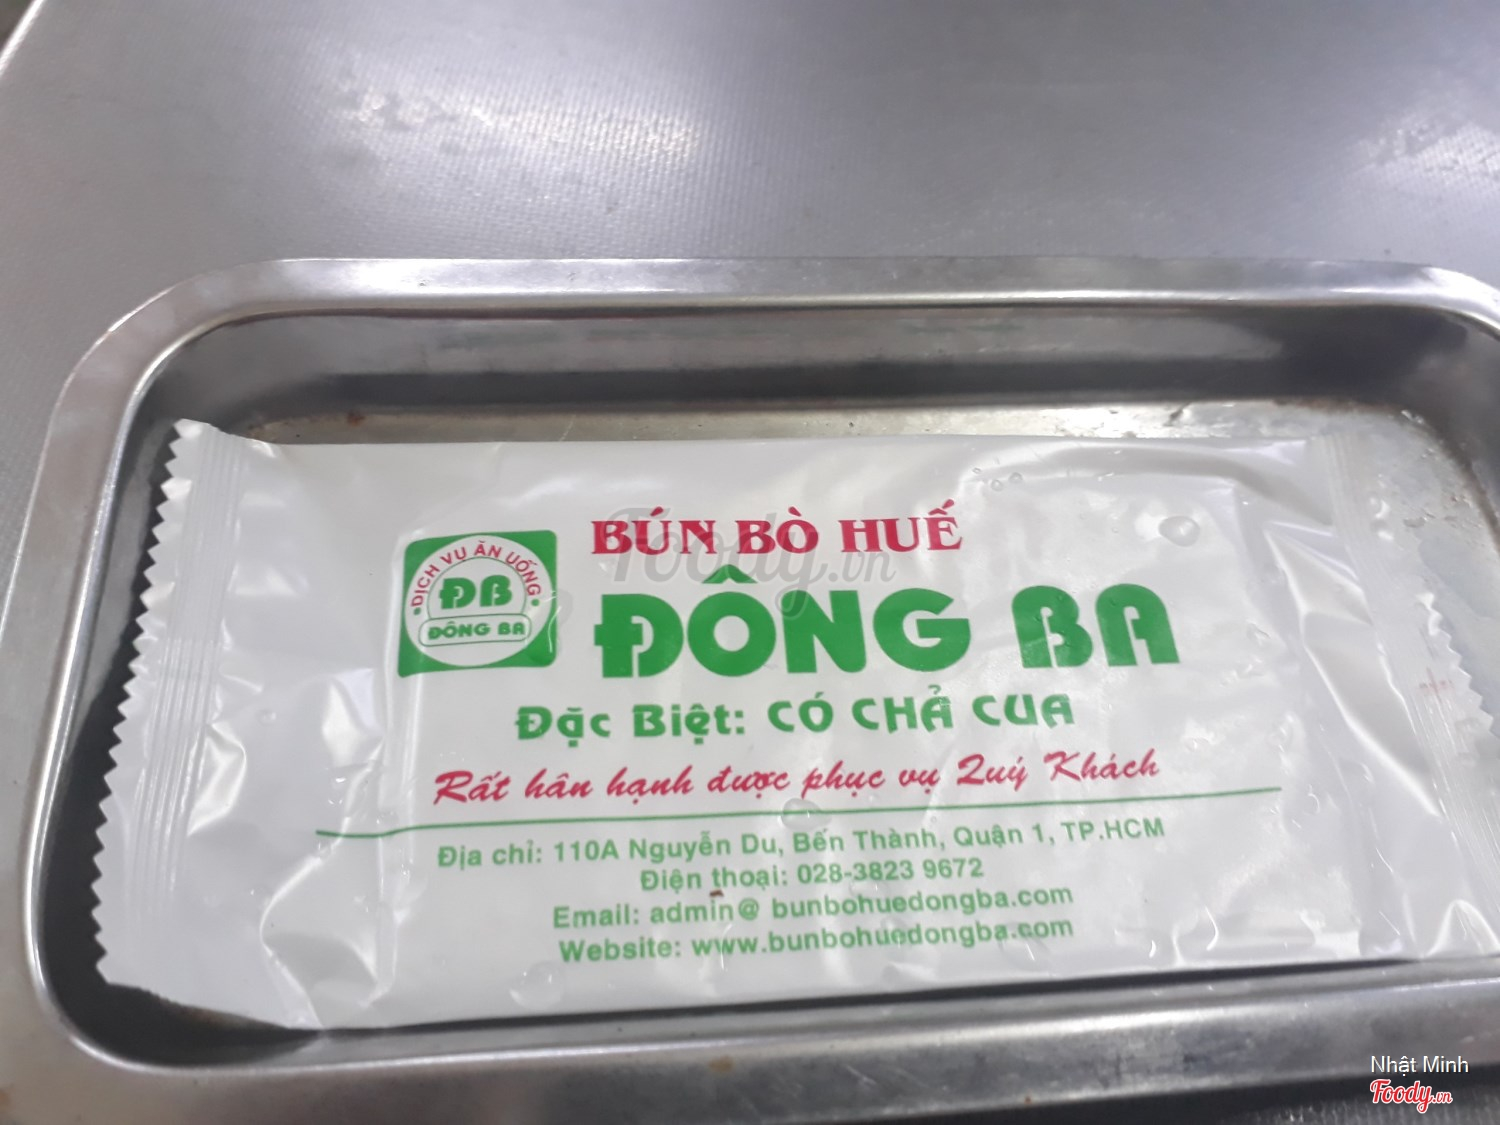 BÚN BÒ HUẾ
DỊCH VỤ ĂN UỐNG
ĐB
ĐÔNG BA
ĐÔNG BA
Đặc Biệt: CÓ CHẢ CUA
Rất hân hạnh được phục vụ Quý Khách
Địa chỉ: 110A Nguyễn Du, Bến Thành, Quận 1, TP.HCM
Điện thoại: 028-3823 9672
Email: admin@ bunbohuedongba.com
Website: www.bunbohuedongba.com
Foody.vn
Nhật Minh
Foody.vn